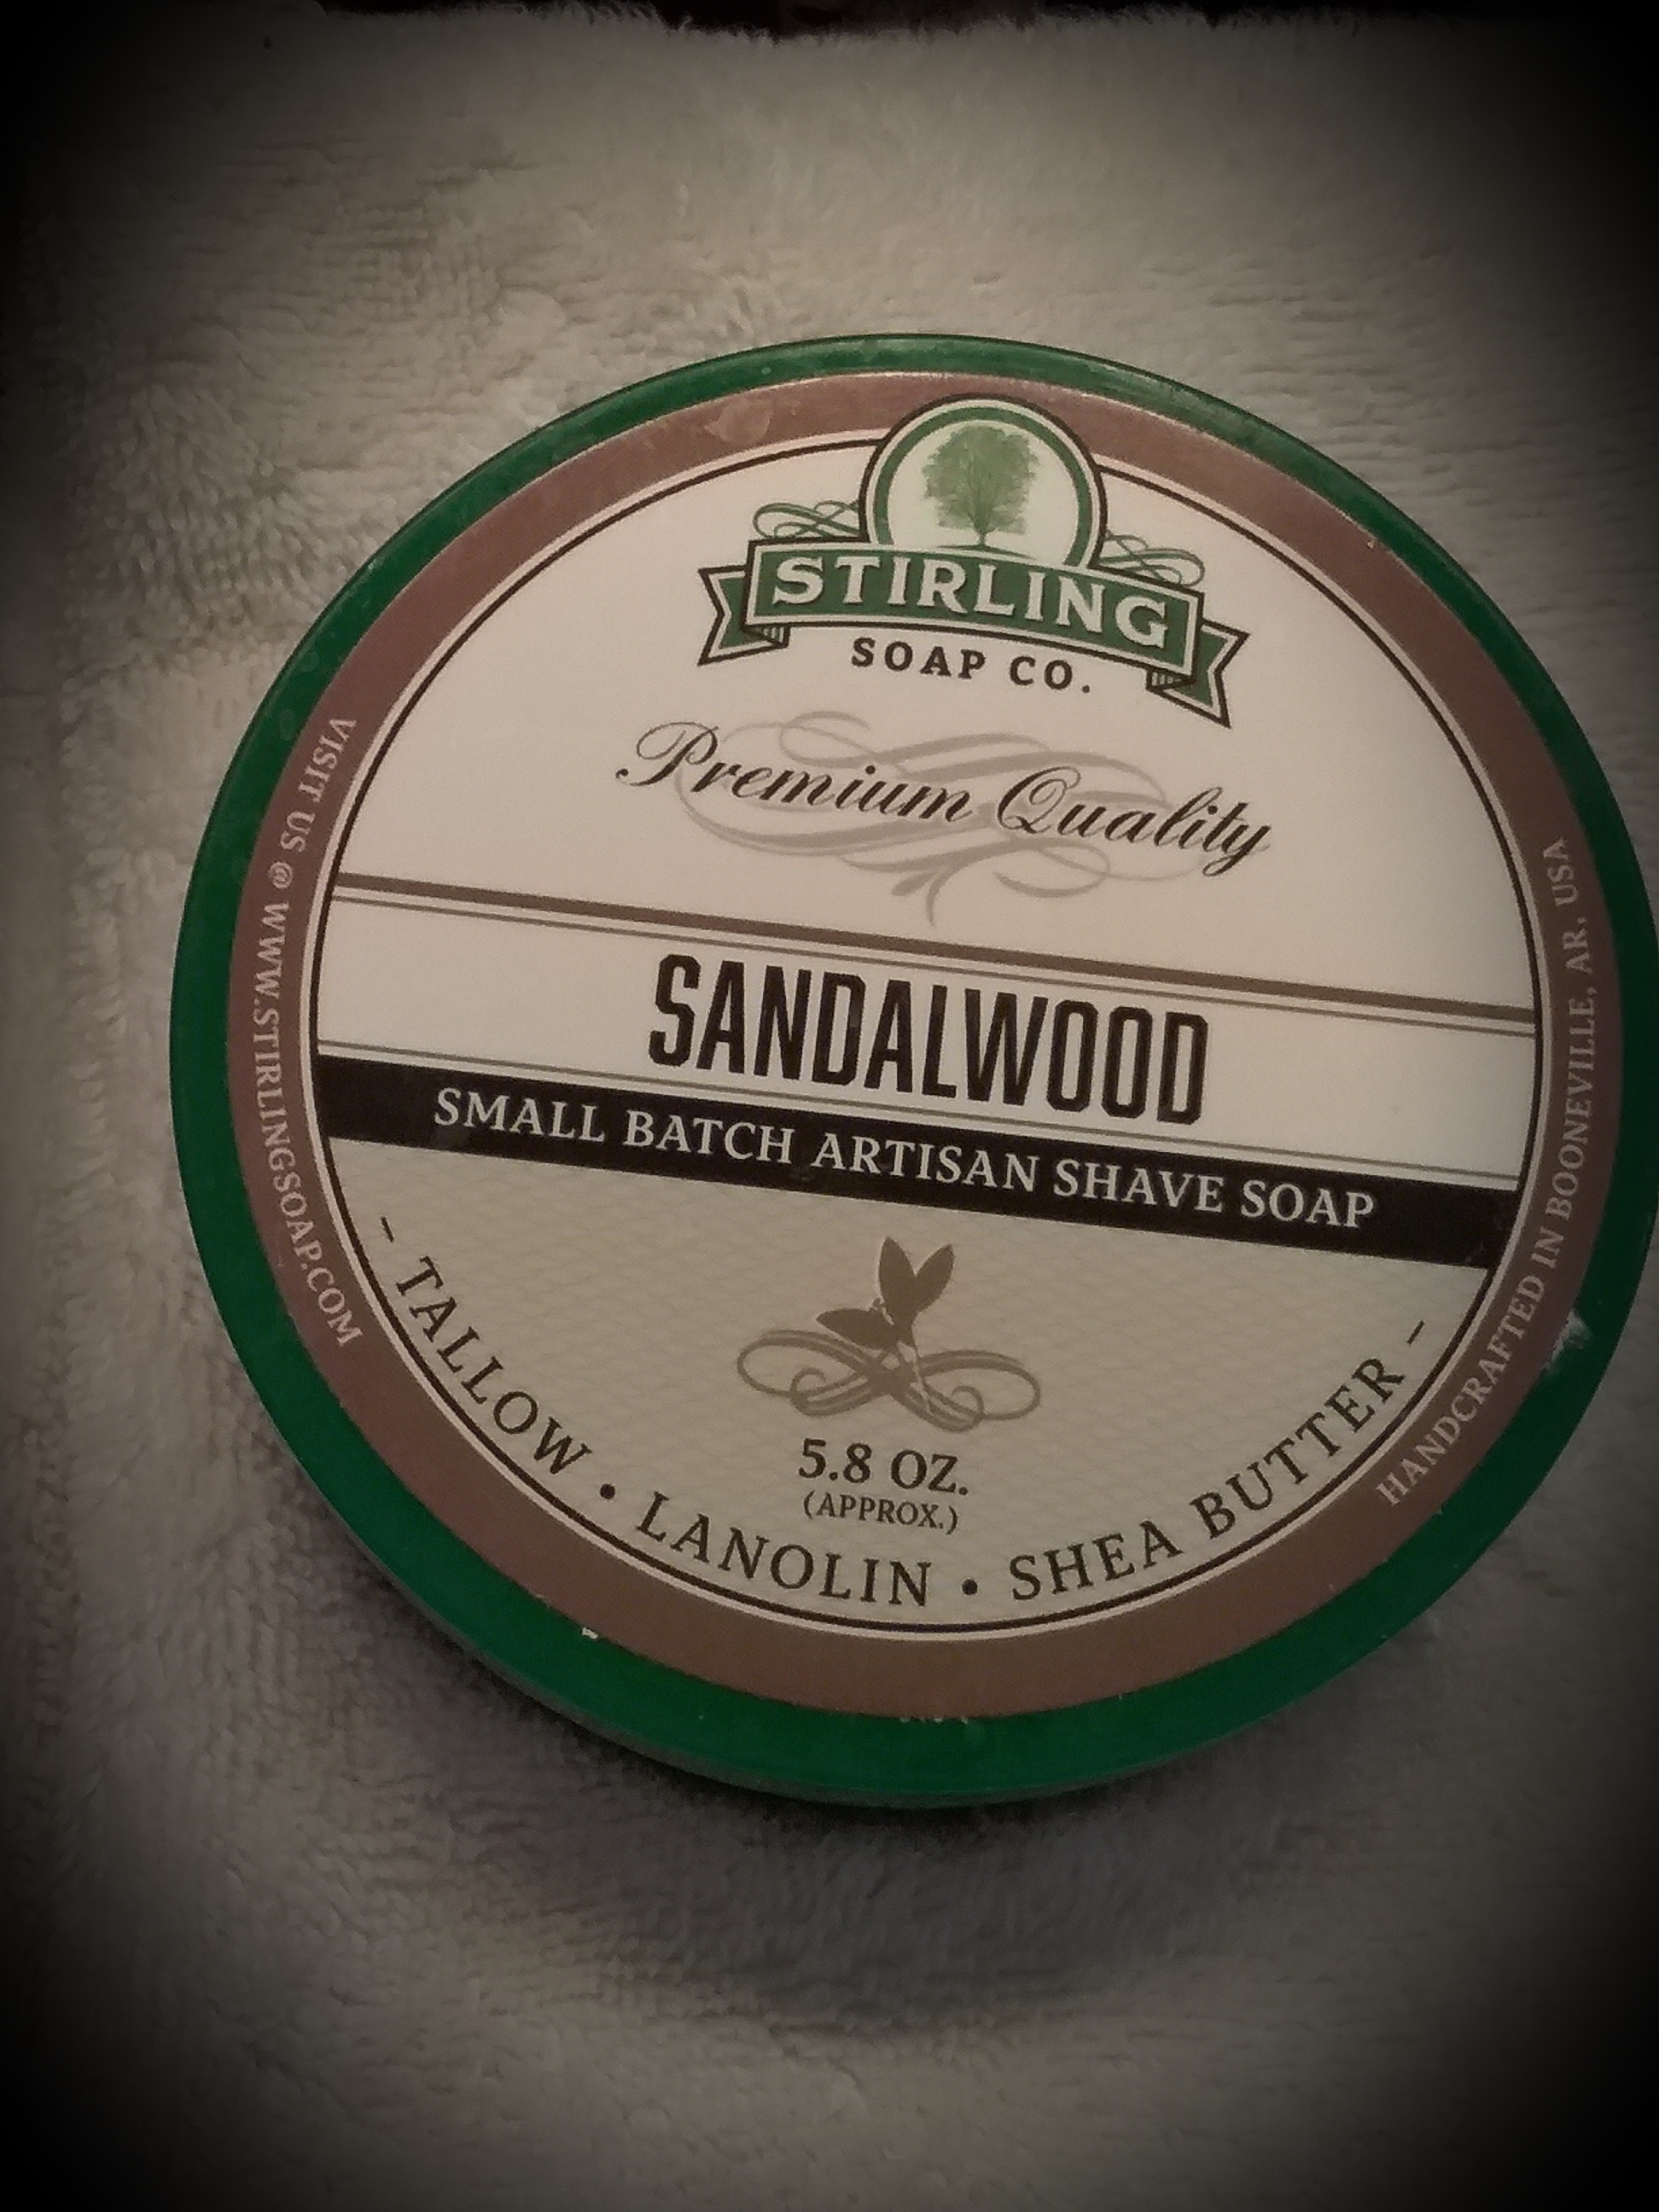 STIRLING
SOAP CO.
Premium Quality
SANDALWOOD
SMALL BATCH ARTISAN SHAVE SOAP
5.8 OZ.
(APPROX.)
- TALLOW • LANOLIN • SHEA BUTTER -
VISIT US @ WWW.STIRLINGSOAP.COM
HANDCRAFTED IN BOONEVILLE, AR, USA